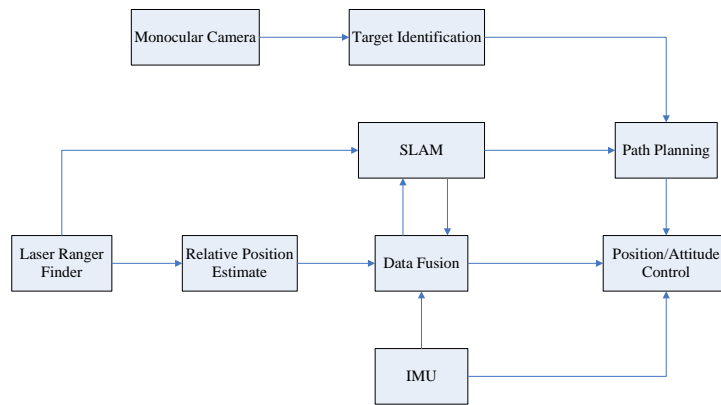 Monocular Camera
Target Identification
SLAM
Path Planning
Laser Ranger
Finder
Relative Position
Estimate
Data Fusion
Position/Attitude
Control
IMU